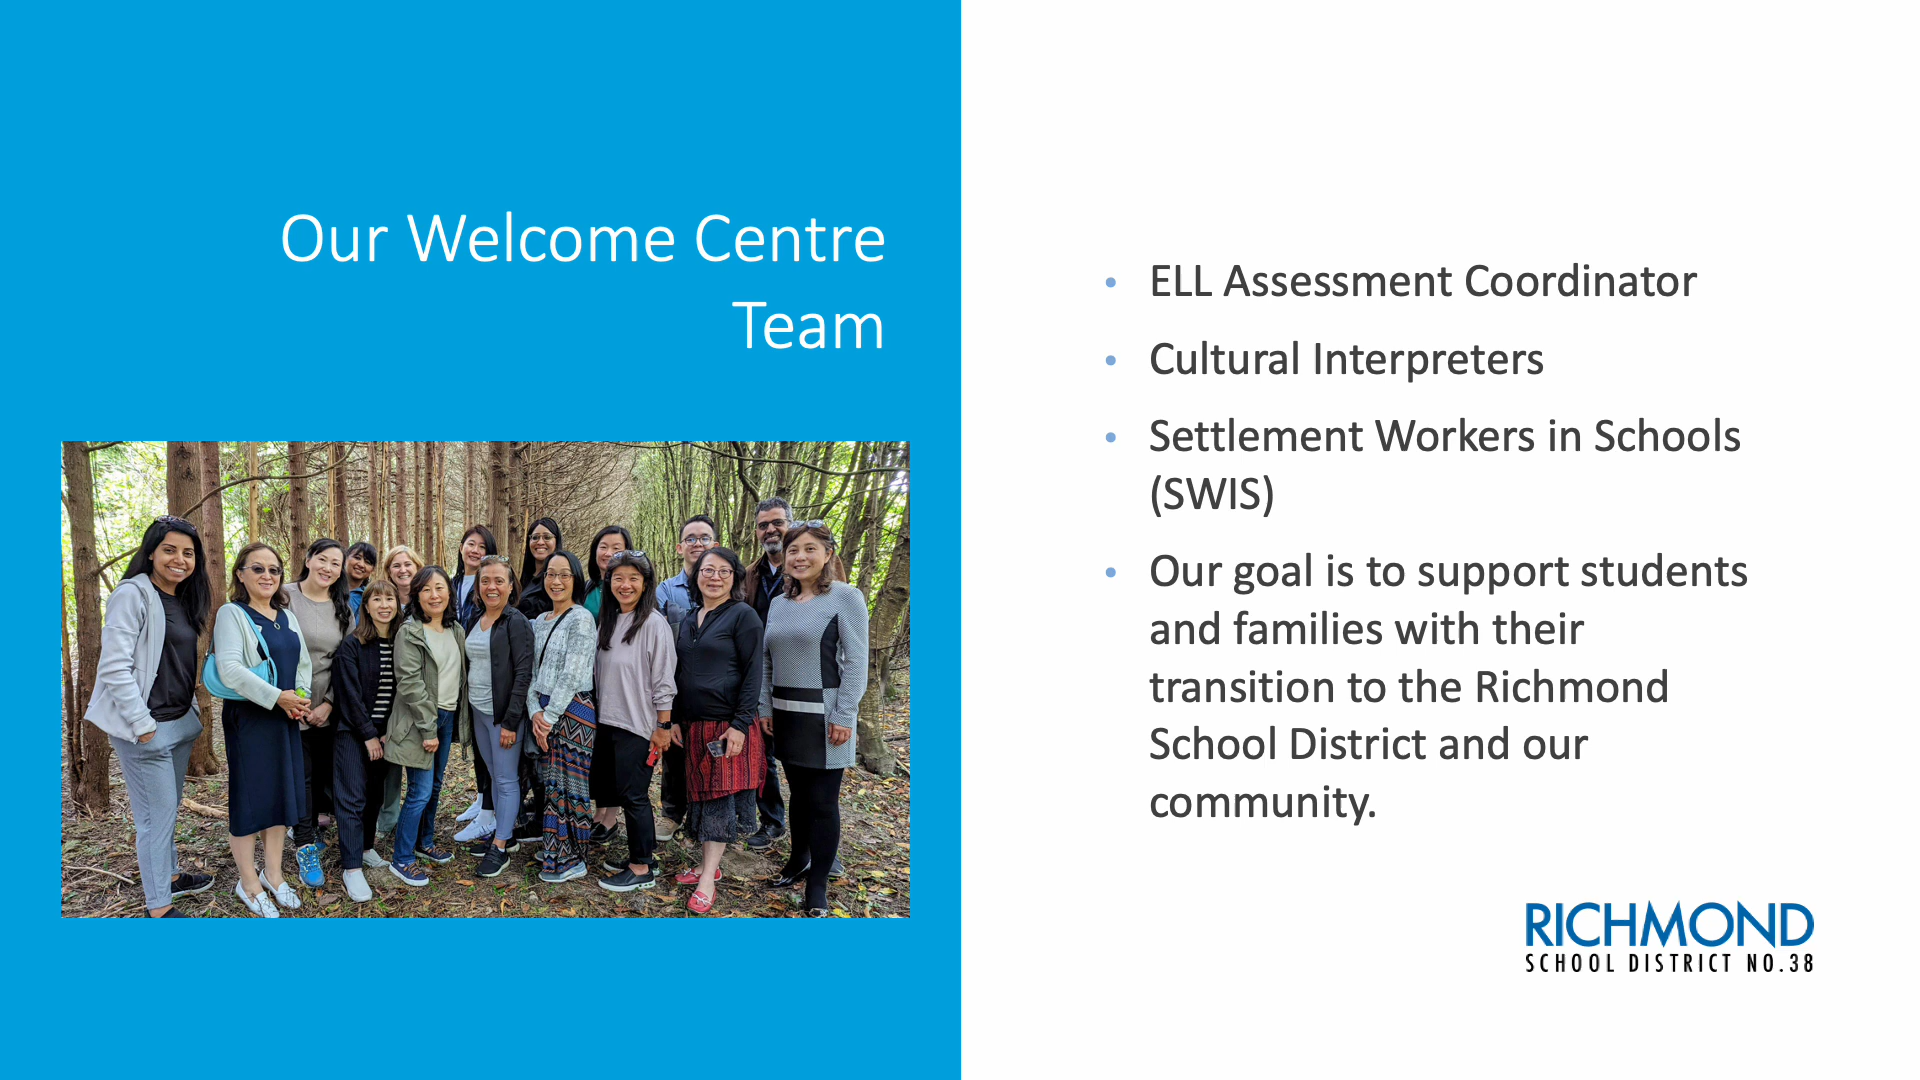 Our Welcome Centre
Team
• ELL Assessment Coordinator
• Cultural Interpreters
• Settlement Workers in Schools
(SWIS)
• Our goal is to support students
and families with their
transition to the Richmond
School District and our
community.
RICHMOND
SCHOOL DISTRICT NO.38